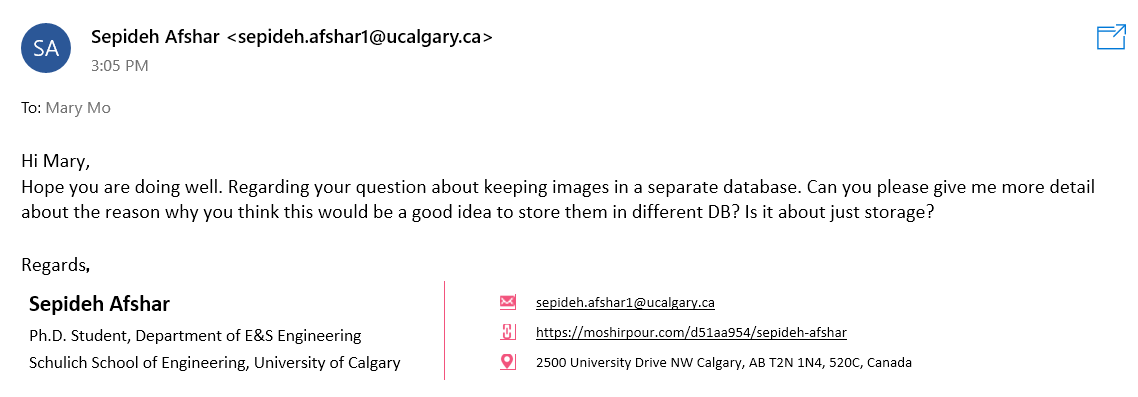 SA
Sepideh Afshar <sepideh.afshar1@ucalgary.ca>
3:05 PM
To: Mary Mo
Hi Mary,
Hope you are doing well. Regarding your question about keeping images in a separate database. Can you please give me more detail
about the reason why you think this would be a good idea to store them in different DB? Is it about just storage?
Regards,
Sepideh Afshar
Ph.D. Student, Department of E&S Engineering
Schulich School of Engineering, University of Calgary
sepideh.afshar1@ucalgary.ca
https://moshirpour.com/d51aa954/sepideh-afshar
2500 University Drive NW Calgary, AB T2N 1N4, 520C, Canada